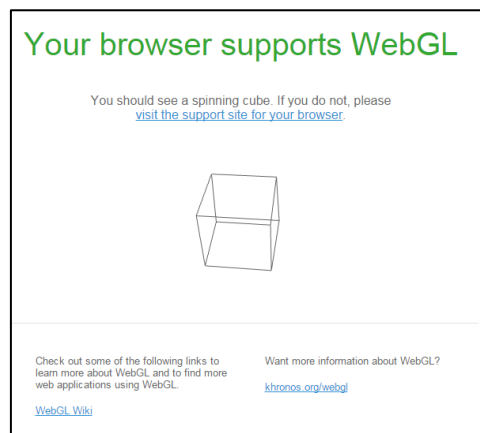 Your browser supports WebGL
You should see a spinning cube. If you do not, please
visit the support site for your browser.
Check out some of the following links to
learn more about WebGL and to find more
web applications using WebGL.
WebGL Wiki
Want more information about WebGL?
khronos.org/webgl